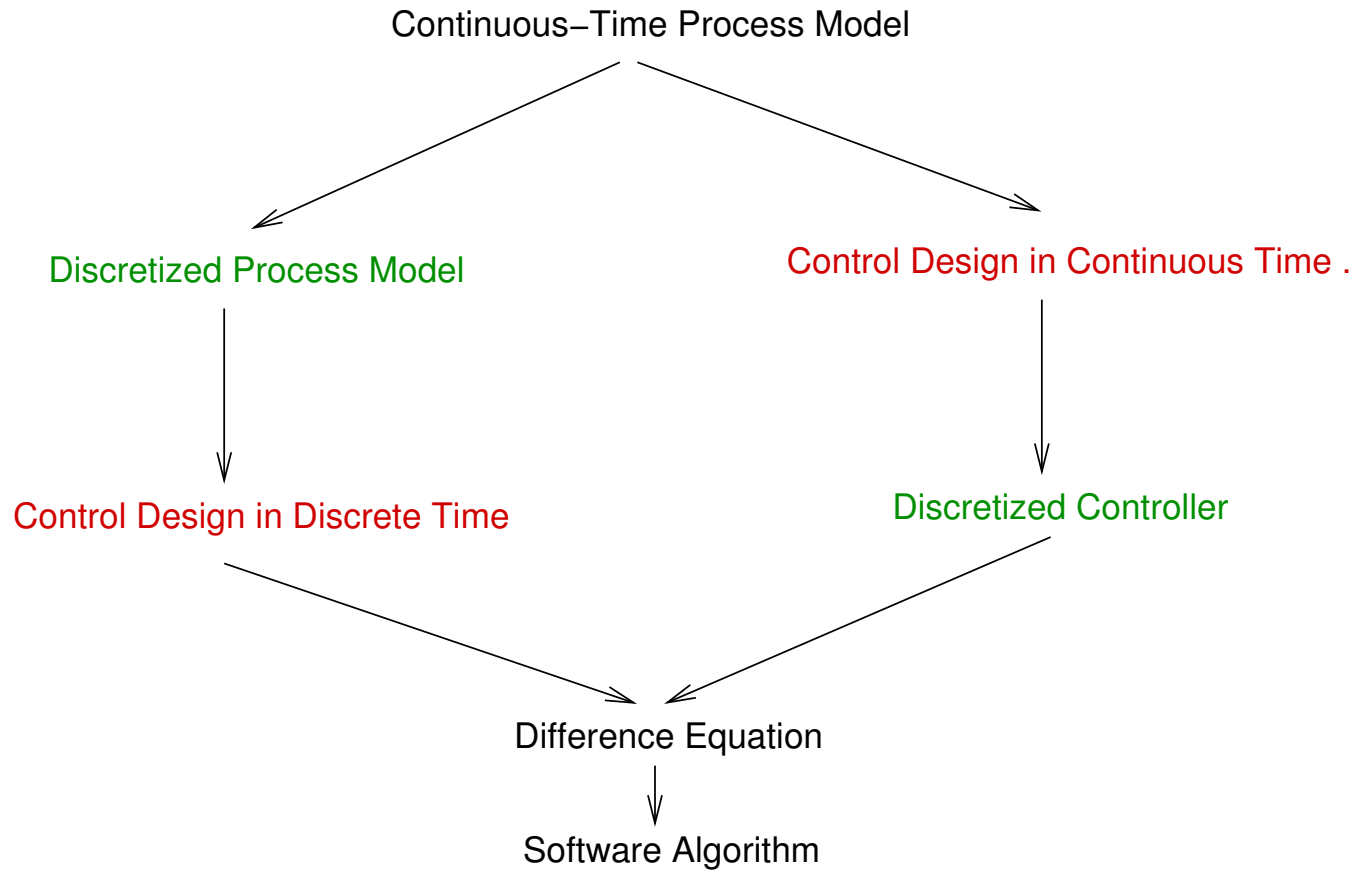 Continuous−Time Process Model
Discretized Process Model
Control Design in Continuous Time .
Control Design in Discrete Time
Discretized Controller
Difference Equation
Software Algorithm